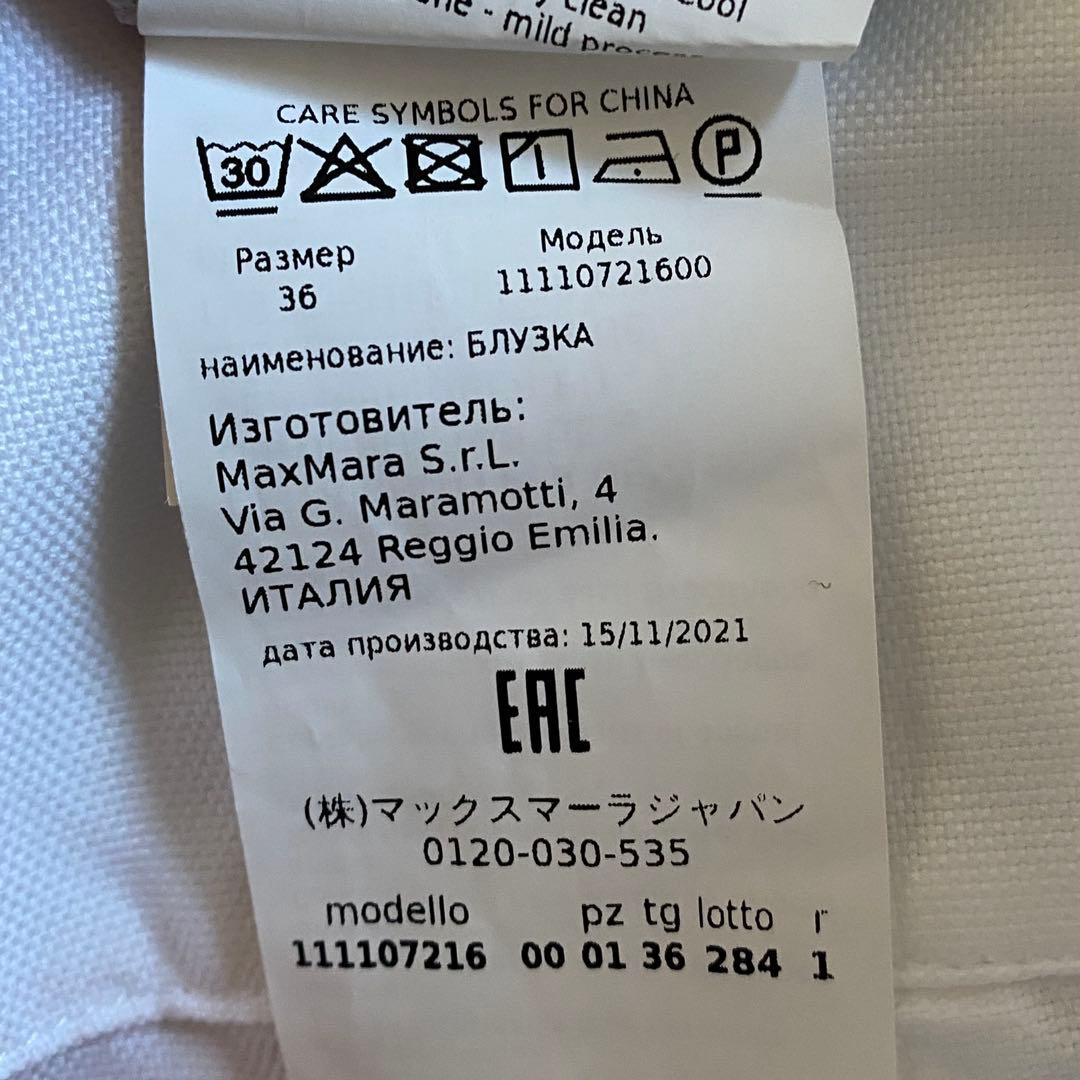 clean
- mild
CARE SYMBOLS FOR CHINA
30 P
Размер Модель
36 11110721600
наименование: БЛУЗКА
Изготовитель:
MaxMara S.r.L.
Via G. Maramotti, 4
42124 Reggio Emilia.
ИТАЛИЯ
дата производства: 15/11/2021
EAC
(株)マックスマーラジャパン
0120-030-535
modello pz tg lotto r
111107216 00 01 36 284 1